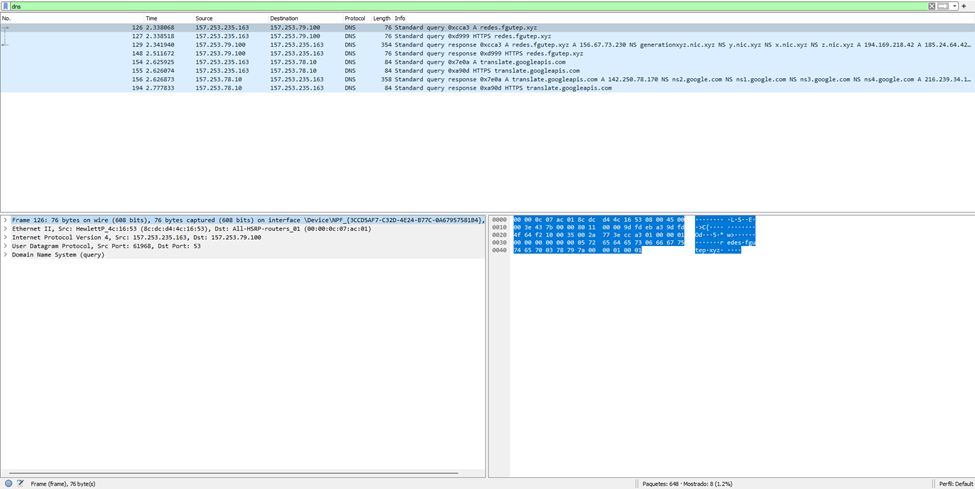 dns
No. Time Source Destination Protocol Length Info
126 2.338068 157.253.235.163 157.253.79.100 DNS 76 Standard query 0xcca3 A redes.fgutep.xyz
127 2.338518 157.253.235.163 157.253.79.100 DNS 76 Standard query 0xd999 HTTPS redes.fgutep.xyz
129 2.341940 157.253.79.100 157.253.235.163 DNS 354 Standard query response 0xcca3 A redes.fgutep.xyz A 156.67.73.230 NS generationxyz.nic.xyz NS y.nic.xyz NS x.nic.xyz NS z.nic.xyz A 194.169.218.42 A 185.24.64.42…
148 2.511672 157.253.79.100 157.253.235.163 DNS 76 Standard query response 0xd999 HTTPS redes.fgutep.xyz
154 2.625925 157.253.235.163 157.253.78.10 DNS 84 Standard query 0x7e0a A translate.googleapis.com
155 2.626074 157.253.235.163 157.253.78.10 DNS 84 Standard query 0xa90d HTTPS translate.googleapis.com
156 2.626873 157.253.78.10 157.253.235.163 DNS 358 Standard query response 0x7e0a A translate.googleapis.com A 142.250.78.170 NS ns2.google.com NS ns1.google.com NS ns3.google.com NS ns4.google.com A 216.239.34.1…
194 2.777833 157.253.78.10 157.253.235.163 DNS 84 Standard query response 0xa90d HTTPS translate.googleapis.com
Frame 126: 76 bytes on wire (608 bits), 76 bytes captured (608 bits) on interface \Device\NPF_{3CCD5AF7-C32D-4E24-B77C-0A67957581B4},
Ethernet II, Src: HewlettP_4c:16:53 (8c:dc:d4:4c:16:53), Dst: All-HSRP-routers_01 (00:00:0c:07:ac:01)
Internet Protocol Version 4, Src: 157.253.235.163, Dst: 157.253.79.100
User Datagram Protocol, Src Port: 61968, Dst Port: 53
Domain Name System (query)
0000 00 00 0c 07 ac 01 8c dc d4 4c 16 53 08 00 45 00 ········ ·L·S··E·
0010 00 3e 43 7b 00 00 80 11 00 00 9d fd eb a3 9d fd ·>C{···· ········
0020 4f 64 f2 10 00 35 00 2a 77 3e cc a3 01 00 00 01 Od···5·* w>······
0030 00 00 00 00 00 00 05 72 65 64 65 73 06 66 67 75 ·······r edes·fgu
0040 74 65 70 03 78 79 7a 00 00 01 00 01 tep·xyz· ····
Frame (frame), 76 byte(s)
Paquetes: 648 · Mostrado: 8 (1.2%)
Perfil: Default